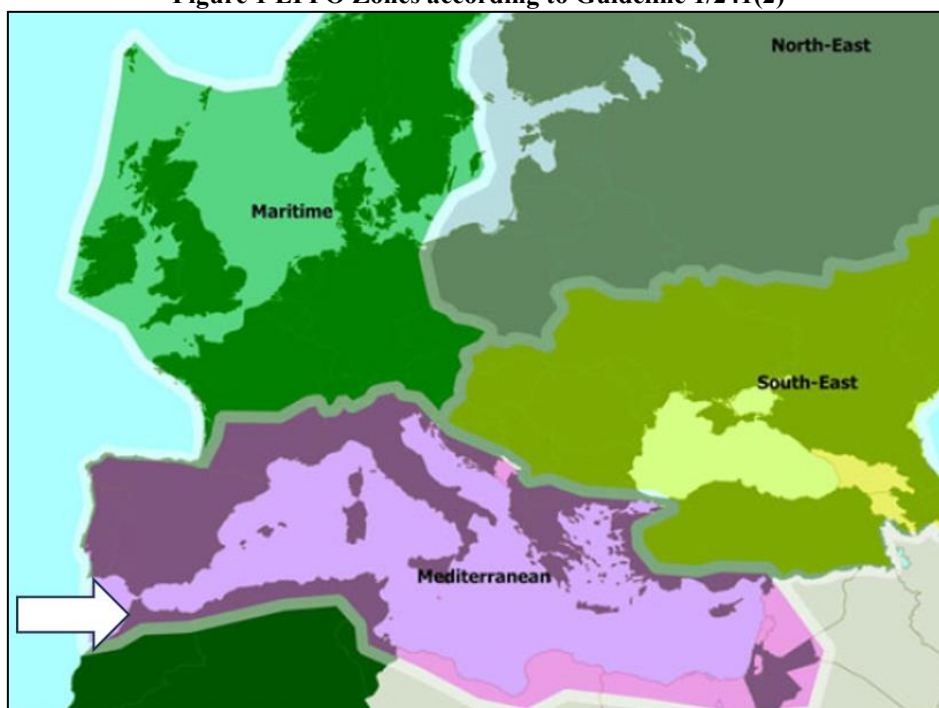 Figure 1 EPPO Zones according to Guideline 1/241(2)
North-East
Maritime
South-East
Mediterranean